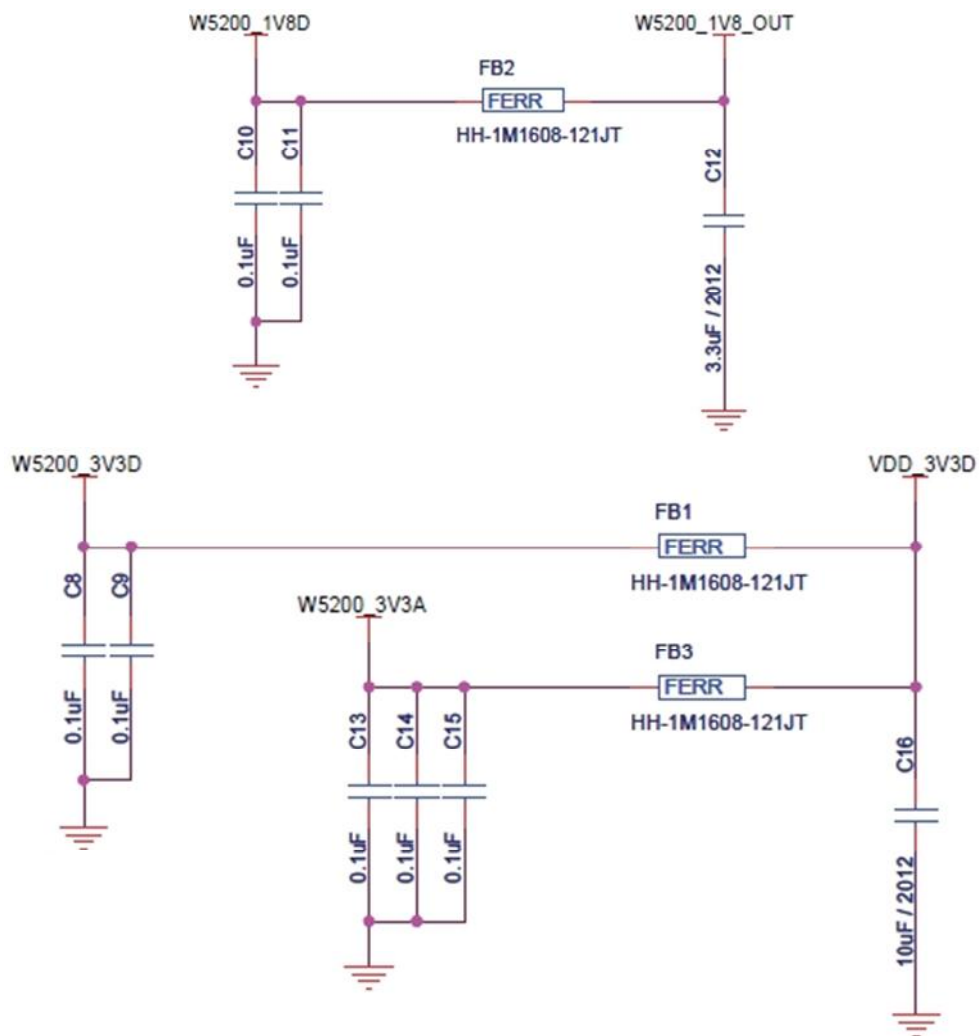 W5200_1V8D
W5200_1V8_OUT
FB2
FERR
HH-1M1608-121JT
C10
C11
C12
0.1uF
0.1uF
3.3uF / 2012
W5200_3V3D
VDD_3V3D
FB1
FERR
HH-1M1608-121JT
C8
C9
W5200_3V3A
FB3
FERR
HH-1M1608-121JT
0.1uF
0.1uF
C13
C14
C15
C16
0.1uF
0.1uF
0.1uF
10uF / 2012